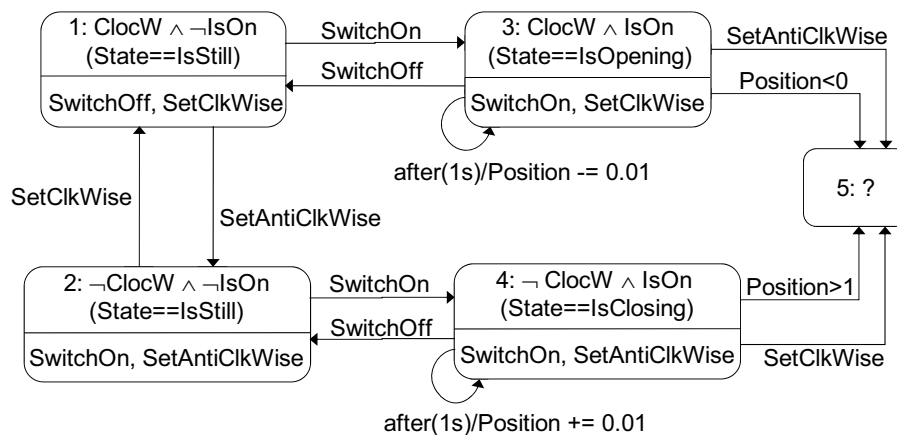 1: ClocW ∧ ¬IsOn
(State==IsStill)
SwitchOff, SetClkWise
SwitchOn
SwitchOff
3: ClocW ∧ IsOn
(State==IsOpening)
SwitchOn, SetClkWise
after(1s)/Position -= 0.01
SetAntiClkWise
Position<0
5: ?
SetClkWise
SetAntiClkWise
2: ¬ClocW ∧ ¬IsOn
(State==IsStill)
SwitchOn, SetAntiClkWise
SwitchOn
SwitchOff
4: ¬ ClocW ∧ IsOn
(State==IsClosing)
SwitchOn, SetAntiClkWise
after(1s)/Position += 0.01
Position>1
SetClkWise